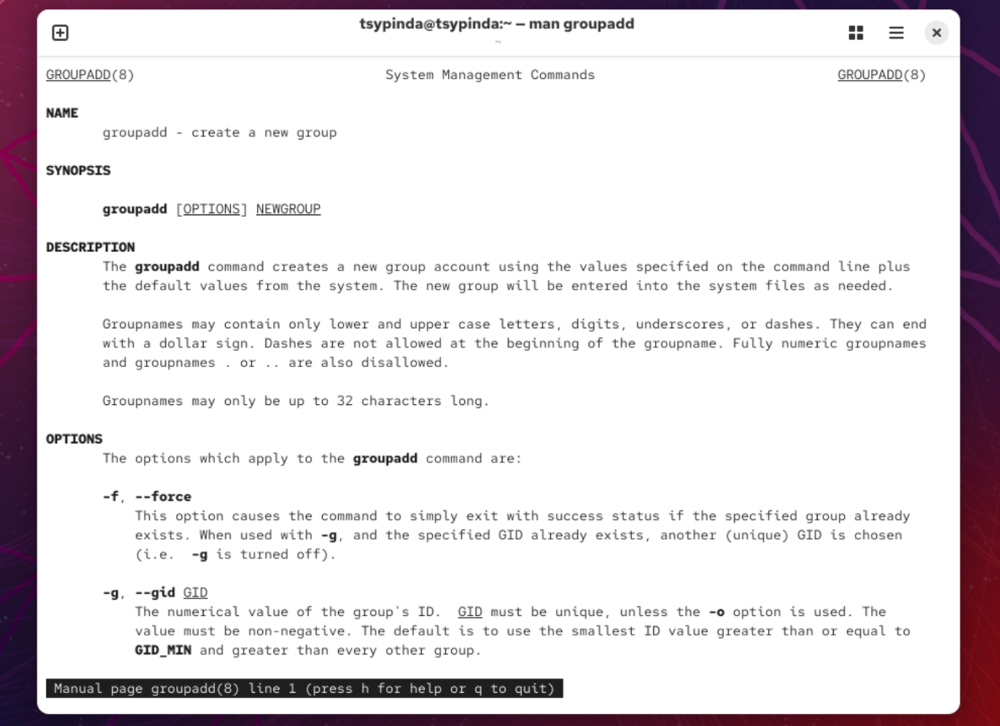 tsypinda@tsypinda:~ — man groupadd
~
GROUPADD(8) System Management Commands GROUPADD(8)
NAME
groupadd - create a new group
SYNOPSIS
groupadd [OPTIONS] NEWGROUP
DESCRIPTION
The groupadd command creates a new group account using the values specified on the command line plus
the default values from the system. The new group will be entered into the system files as needed.
Groupnames may contain only lower and upper case letters, digits, underscores, or dashes. They can end
with a dollar sign. Dashes are not allowed at the beginning of the groupname. Fully numeric groupnames
and groupnames . or .. are also disallowed.
Groupnames may only be up to 32 characters long.
OPTIONS
The options which apply to the groupadd command are:
-f, --force
This option causes the command to simply exit with success status if the specified group already
exists. When used with -g, and the specified GID already exists, another (unique) GID is chosen
(i.e.  -g is turned off).
-g, --gid GID
The numerical value of the group's ID.  GID must be unique, unless the -o option is used. The
value must be non-negative. The default is to use the smallest ID value greater than or equal to
GID_MIN and greater than every other group.
Manual page groupadd(8) line 1 (press h for help or q to quit)